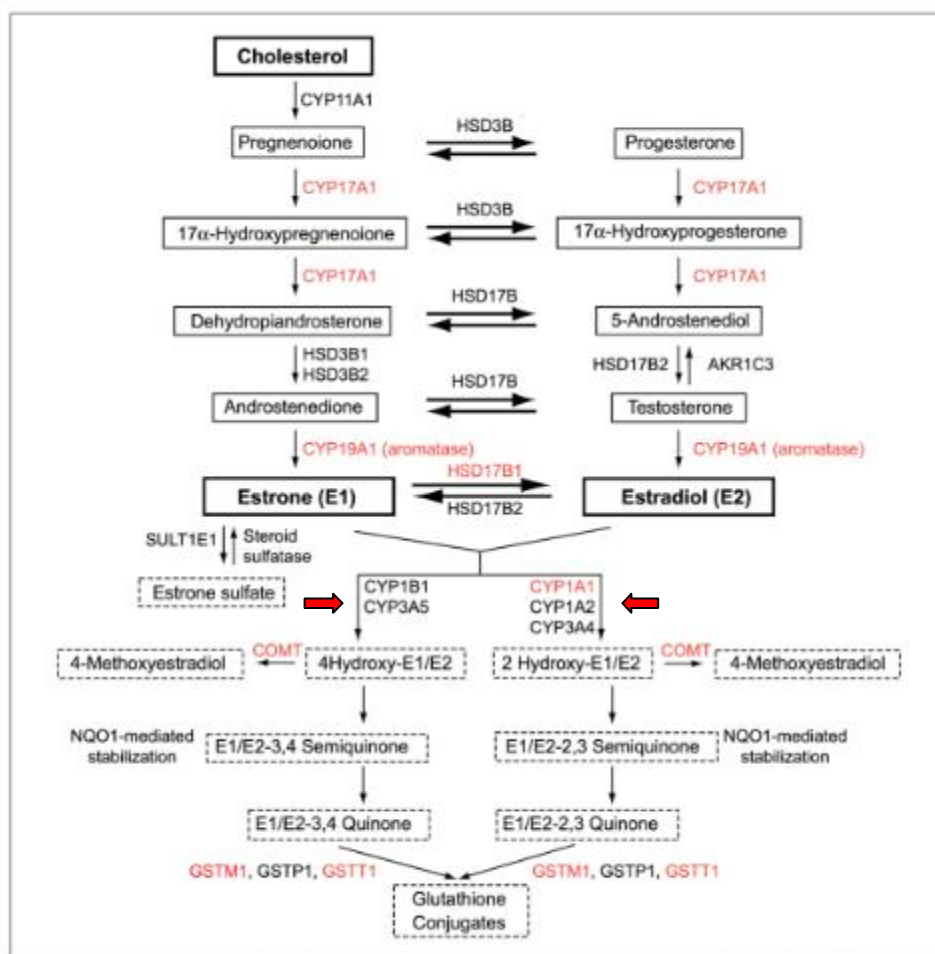 Cholesterol
CYP11A1
HSD3B
Pregnenoione
Progesterone
CYP17A1
CYP17A1
HSD3B
17α-Hydroxypregnenoione
17α-Hydroxyprogesterone
CYP17A1
CYP17A1
HSD17B
Dehydropiandrosterone
5-Androstenediol
HSD3B1
HSD3B2
HSD17B2
AKR1C3
HSD17B
Androstenedione
Testosterone
CYP19A1 (aromatase)
CYP19A1 (aromatase)
HSD17B1
Estrone (E1)
Estradiol (E2)
HSD17B2
SULT1E1
Steroid
sulfatase
Estrone sulfate
CYP1B1
CYP3A5
CYP1A1
CYP1A2
CYP3A4
4-Methoxyestradiol
COMT
4Hydroxy-E1/E2
2 Hydroxy-E1/E2
COMT
4-Methoxyestradiol
NQO1-mediated
stabilization
E1/E2-3,4 Semiquinone
E1/E2-2,3 Semiquinone
NQO1-mediated
stabilization
E1/E2-3,4 Quinone
E1/E2-2,3 Quinone
GSTM1, GSTP1, GSTT1
GSTM1, GSTP1, GSTT1
Glutathione
Conjugates